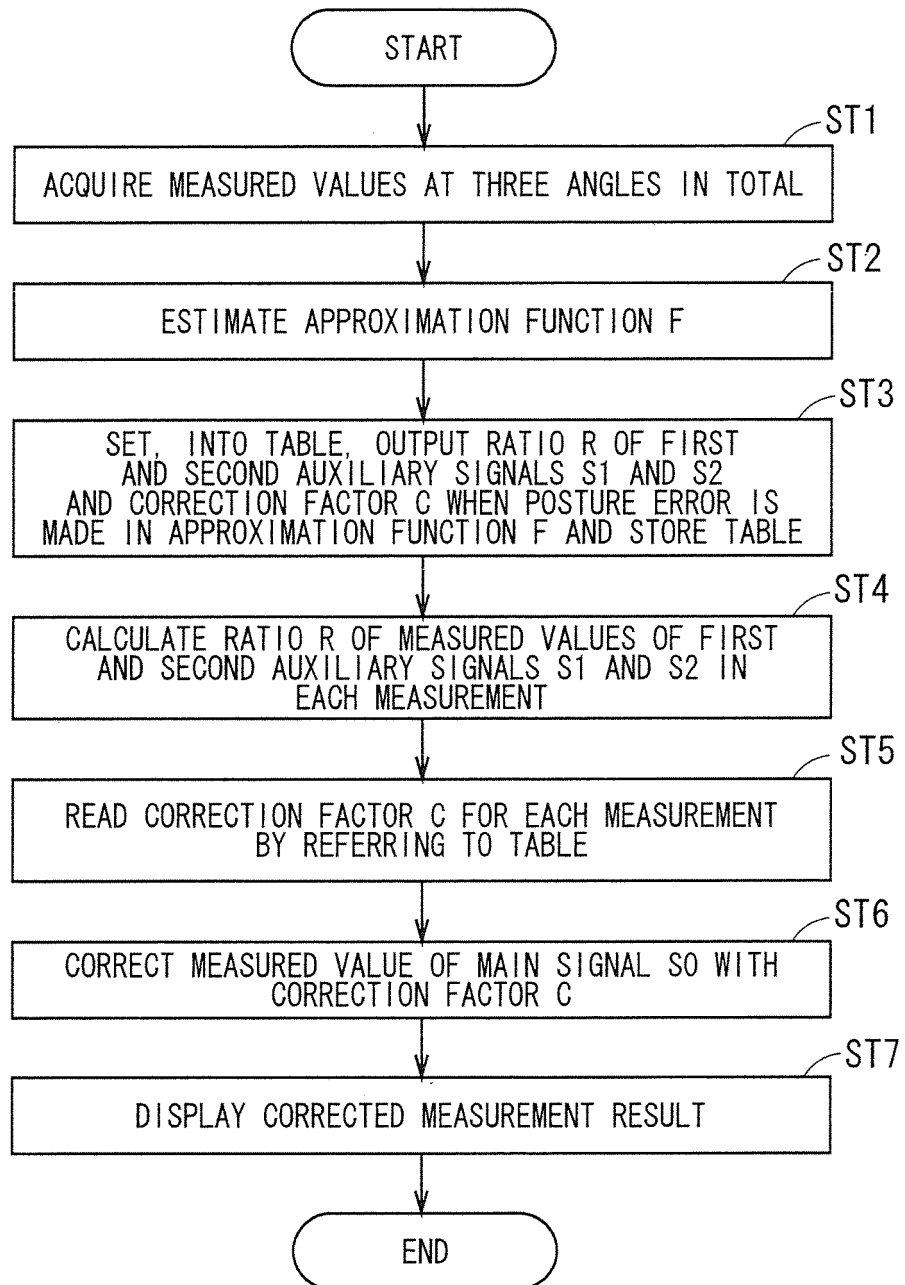 START
ST1
ACQUIRE MEASURED VALUES AT THREE ANGLES IN TOTAL
ST2
ESTIMATE APPROXIMATION FUNCTION F
ST3
SET, INTO TABLE, OUTPUT RATIO R OF FIRST
AND SECOND AUXILIARY SIGNALS S1 AND S2
AND CORRECTION FACTOR C WHEN POSTURE ERROR IS
MADE IN APPROXIMATION FUNCTION F AND STORE TABLE
ST4
CALCULATE RATIO R OF MEASURED VALUES OF FIRST
AND SECOND AUXILIARY SIGNALS S1 AND S2 IN
EACH MEASUREMENT
ST5
READ CORRECTION FACTOR C FOR EACH MEASUREMENT
BY REFERRING TO TABLE
ST6
CORRECT MEASURED VALUE OF MAIN SIGNAL S0 WITH
CORRECTION FACTOR C
ST7
DISPLAY CORRECTED MEASUREMENT RESULT
END